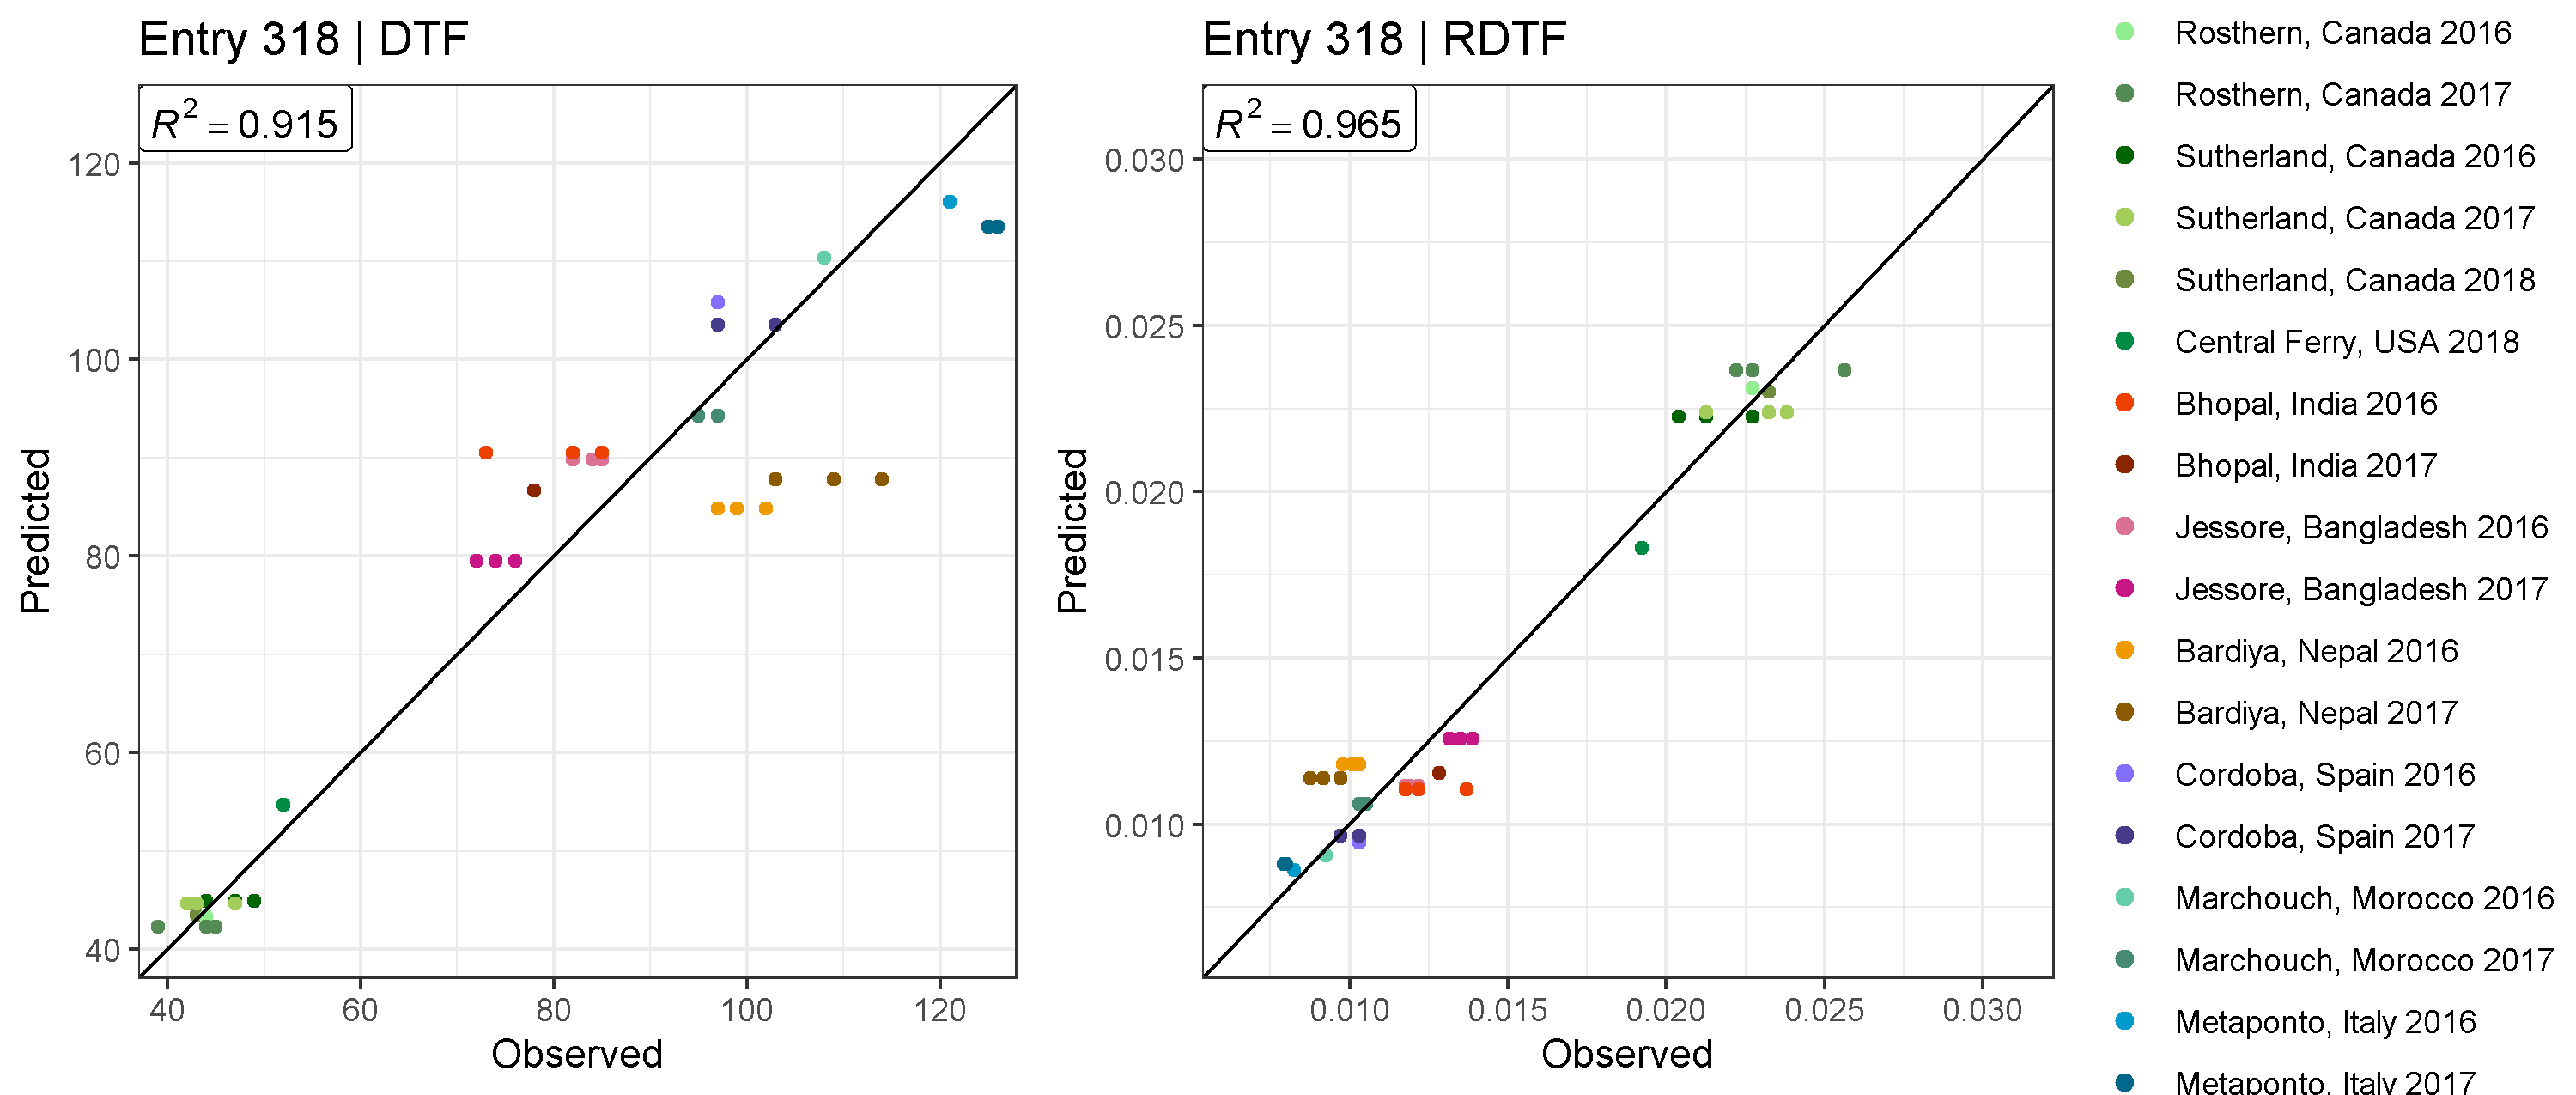 Entry 318 | DTF
R² = 0.915
120
100
80
60
40
40 60 80 100 120
Predicted
Observed
Entry 318 | RDTF
R² = 0.965
0.030
0.025
0.020
0.015
0.010
0.010 0.015 0.020 0.025 0.030
Predicted
Observed
Rosthern, Canada 2016
Rosthern, Canada 2017
Sutherland, Canada 2016
Sutherland, Canada 2017
Sutherland, Canada 2018
Central Ferry, USA 2018
Bhopal, India 2016
Bhopal, India 2017
Jessore, Bangladesh 2016
Jessore, Bangladesh 2017
Bardiya, Nepal 2016
Bardiya, Nepal 2017
Cordoba, Spain 2016
Cordoba, Spain 2017
Marchouch, Morocco 2016
Marchouch, Morocco 2017
Metaponto, Italy 2016
Metaponto, Italy 2017